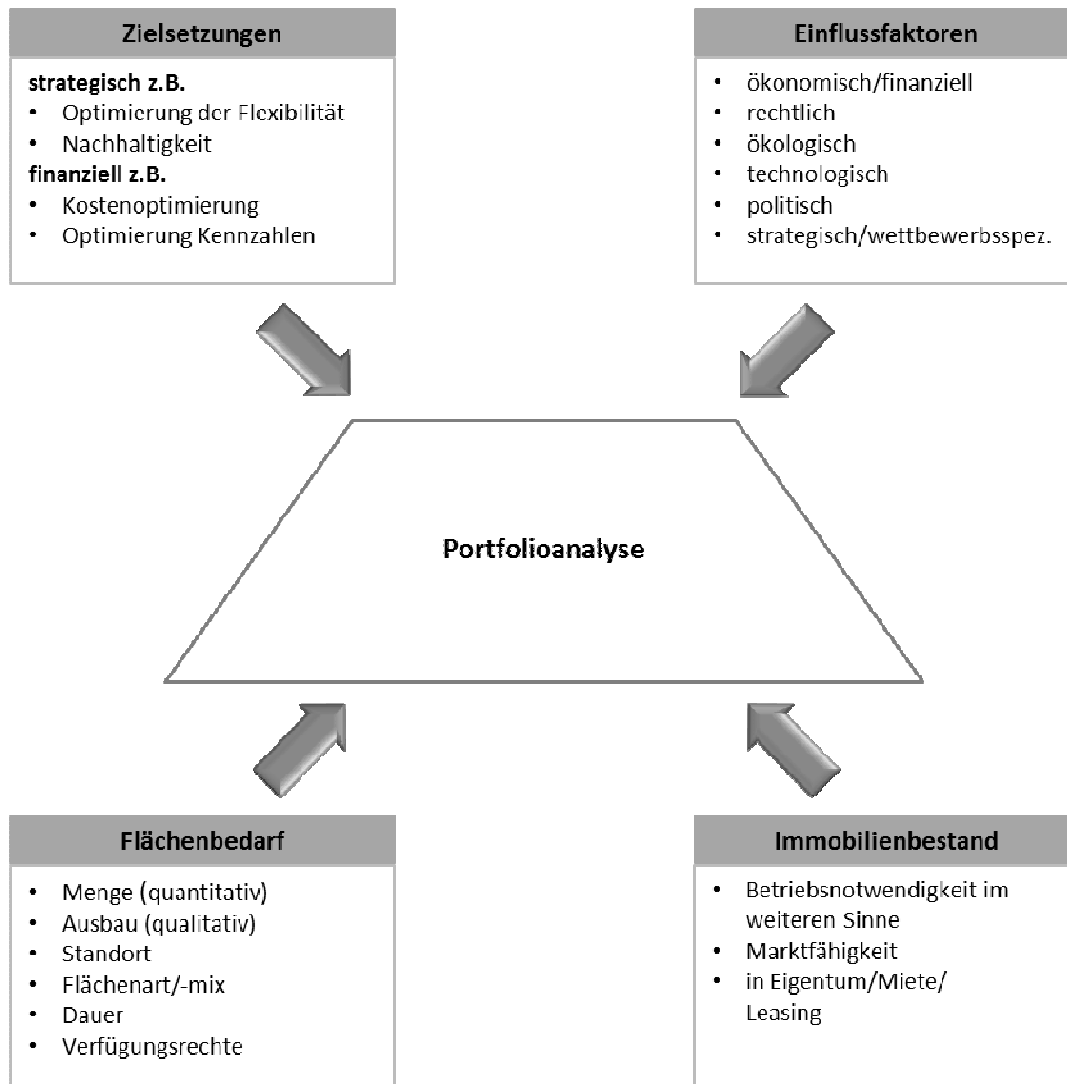 Zielsetzungen
strategisch z.B.
• Optimierung der Flexibilität
• Nachhaltigkeit
finanziell z.B.
• Kostenoptimierung
• Optimierung Kennzahlen
Einflussfaktoren
• ökonomisch/finanziell
• rechtlich
• ökologisch
• technologisch
• politisch
• strategisch/wettbewerbsspez.
Portfolioanalyse
Flächenbedarf
• Menge (quantitativ)
• Ausbau (qualitativ)
• Standort
• Flächenart/-mix
• Dauer
• Verfügungsrechte
Immobilienbestand
• Betriebsnotwendigkeit im
weiteren Sinne
• Marktfähigkeit
• in Eigentum/Miete/
Leasing